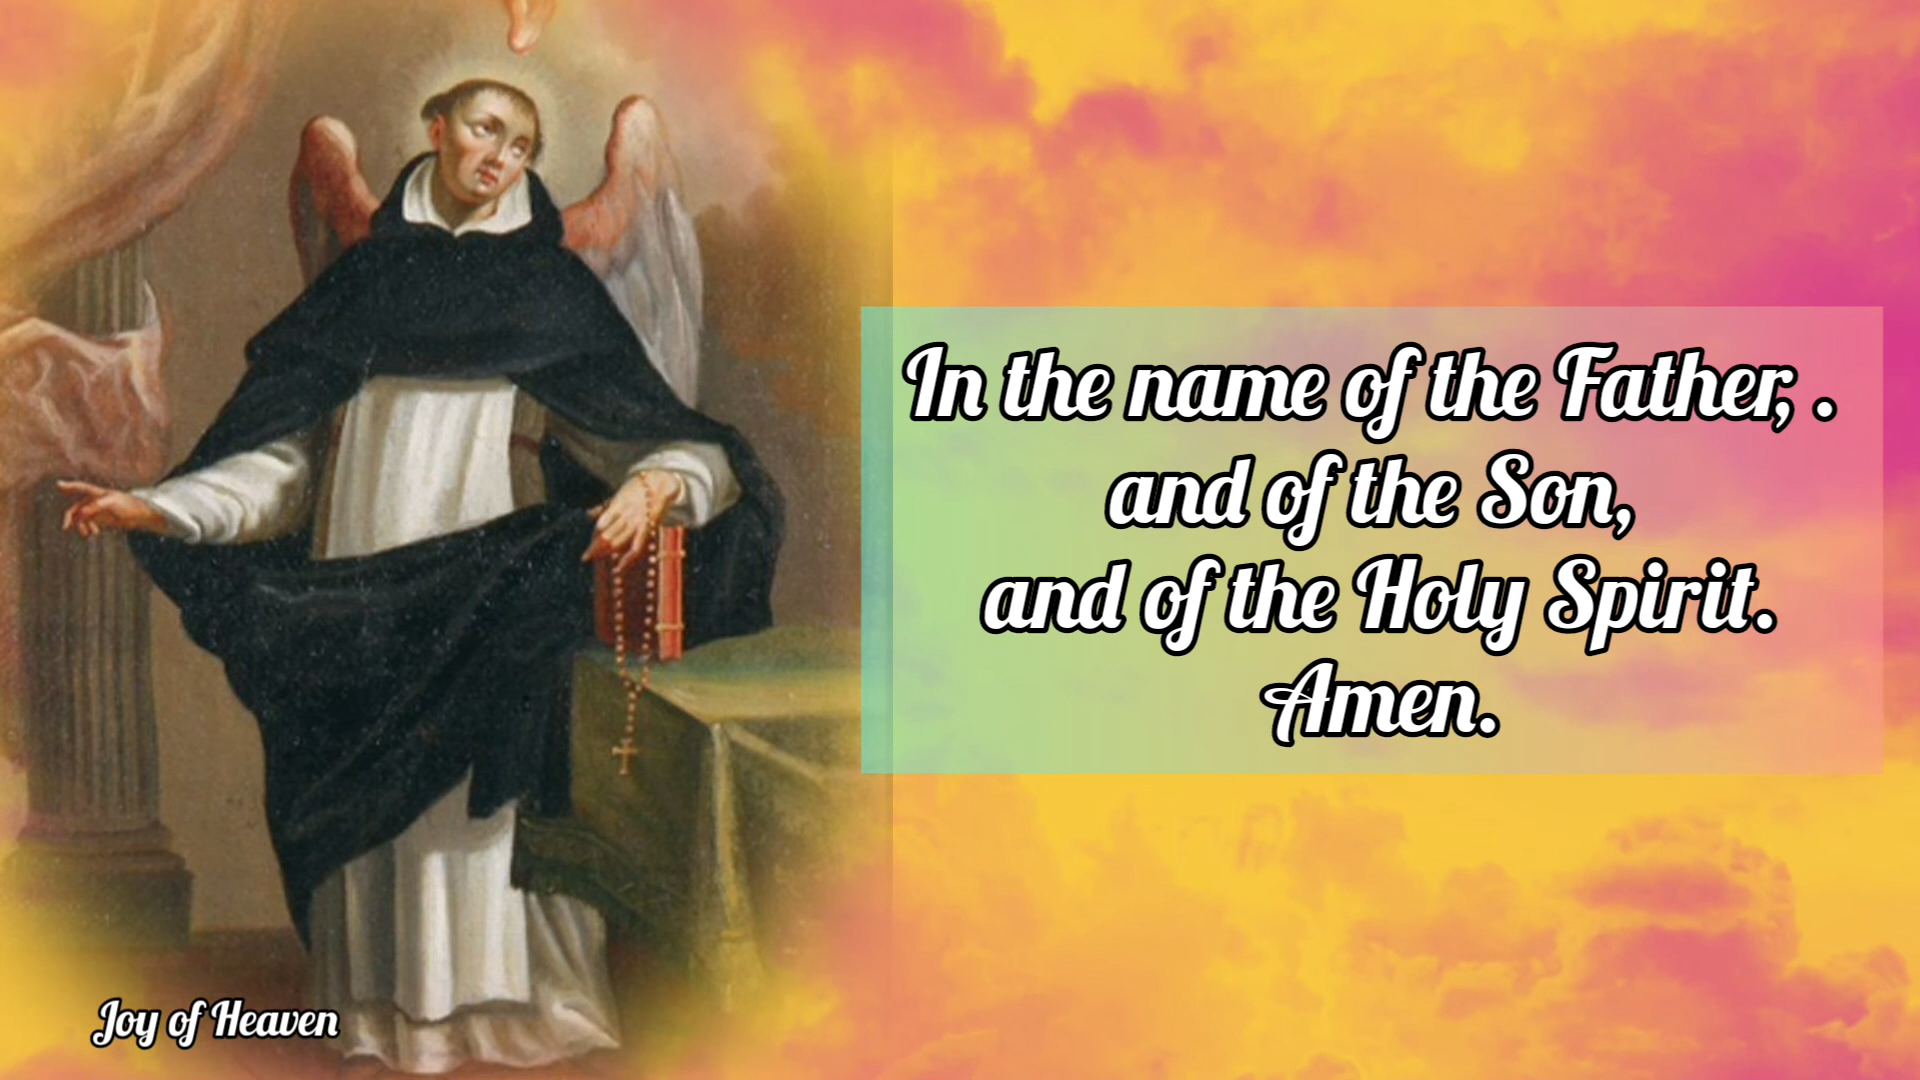 In the name of the Father, .
and of the Son,
and of the Holy Spirit.
Amen.
Joy of Heaven